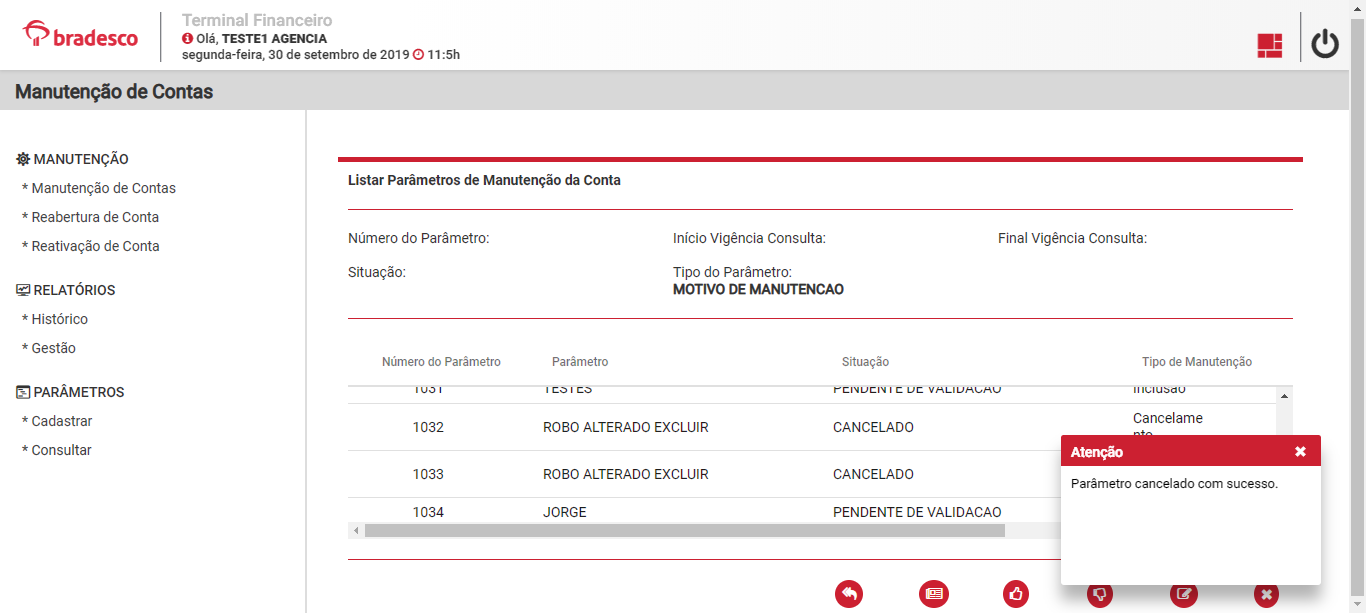 bradesco
Terminal Financeiro
Olá, TESTE1 AGENCIA
segunda-feira, 30 de setembro de 2019 11:5h
Manutenção de Contas
MANUTENÇÃO
* Manutenção de Contas
* Reabertura de Conta
* Reativação de Conta
RELATÓRIOS
* Histórico
* Gestão
PARÂMETROS
* Cadastrar
* Consultar
Listar Parâmetros de Manutenção da Conta
Número do Parâmetro: Início Vigência Consulta: Final Vigência Consulta:
Situação: Tipo do Parâmetro:
MOTIVO DE MANUTENCAO
Número do Parâmetro Parâmetro Situação Tipo de Manutenção
1031 TESTES PENDENTE DE VALIDACAO Inclusão
1032 ROBO ALTERADO EXCLUIR CANCELADO Cancelame
nto
1033 ROBO ALTERADO EXCLUIR CANCELADO
1034 JORGE PENDENTE DE VALIDACAO
Atenção
Parâmetro cancelado com sucesso.